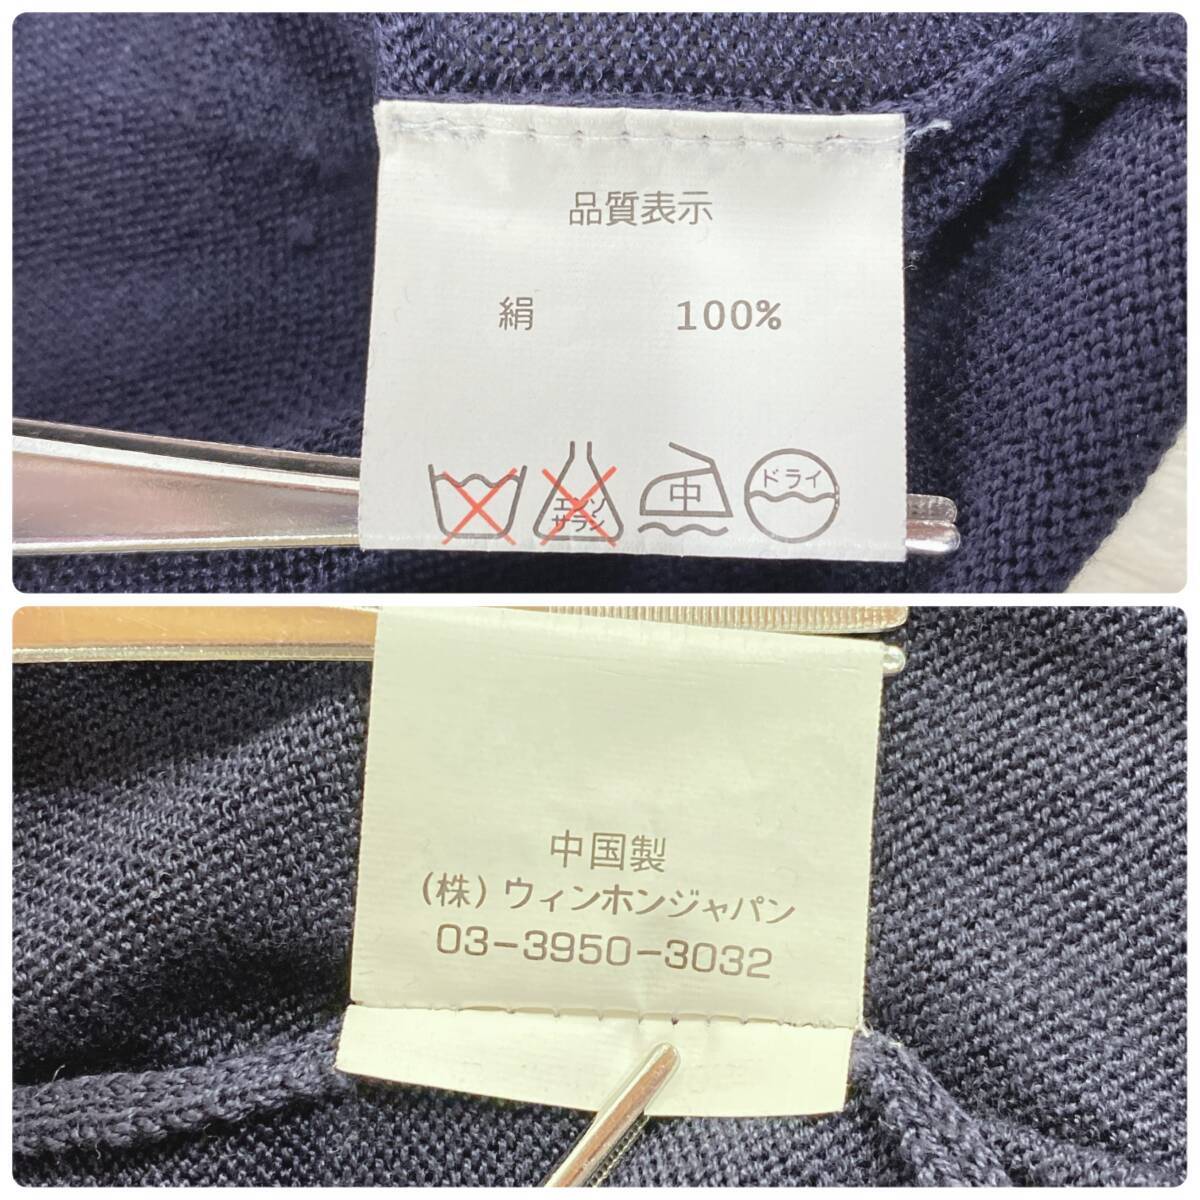 品質表示
絹 100%
エンソ
サラシ
中
ドライ
中国製
(株)ウィンホンジャパン
03-3950-3032